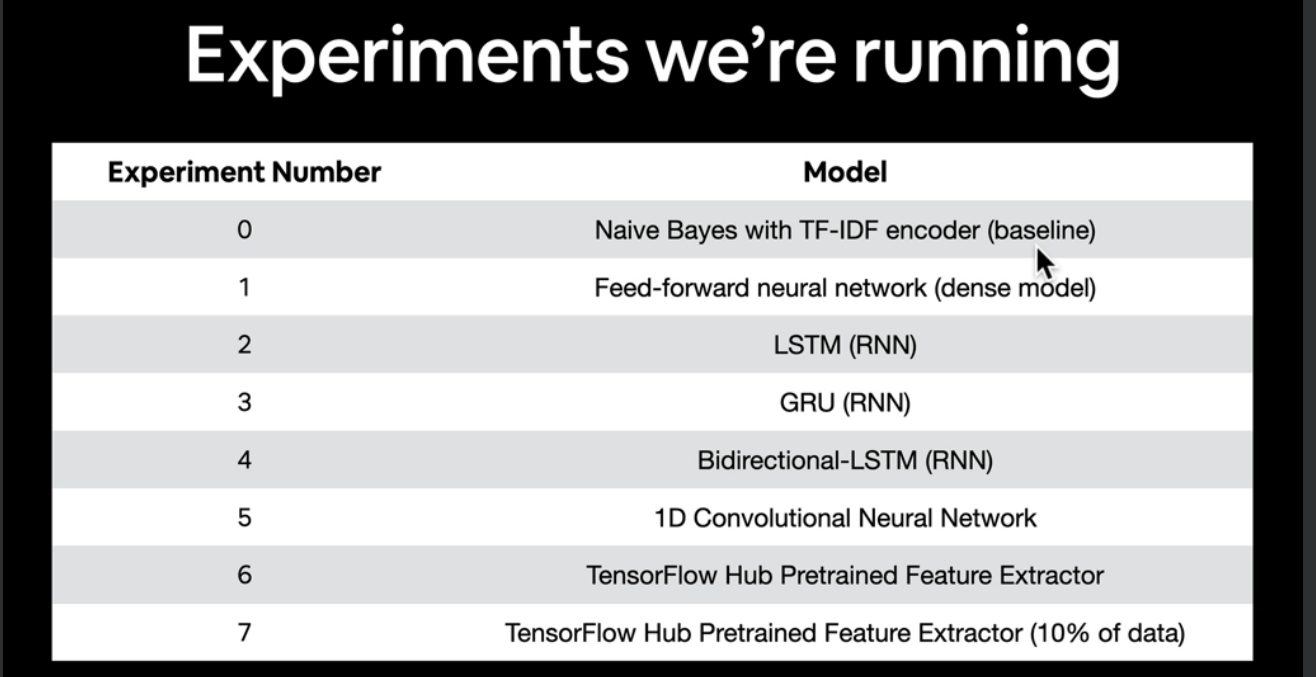 Experiments we’re running
Experiment Number Model
0 Naive Bayes with TF-IDF encoder (baseline)
1 Feed-forward neural network (dense model)
2 LSTM (RNN)
3 GRU (RNN)
4 Bidirectional-LSTM (RNN)
5 1D Convolutional Neural Network
6 TensorFlow Hub Pretrained Feature Extractor
7 TensorFlow Hub Pretrained Feature Extractor (10% of data)